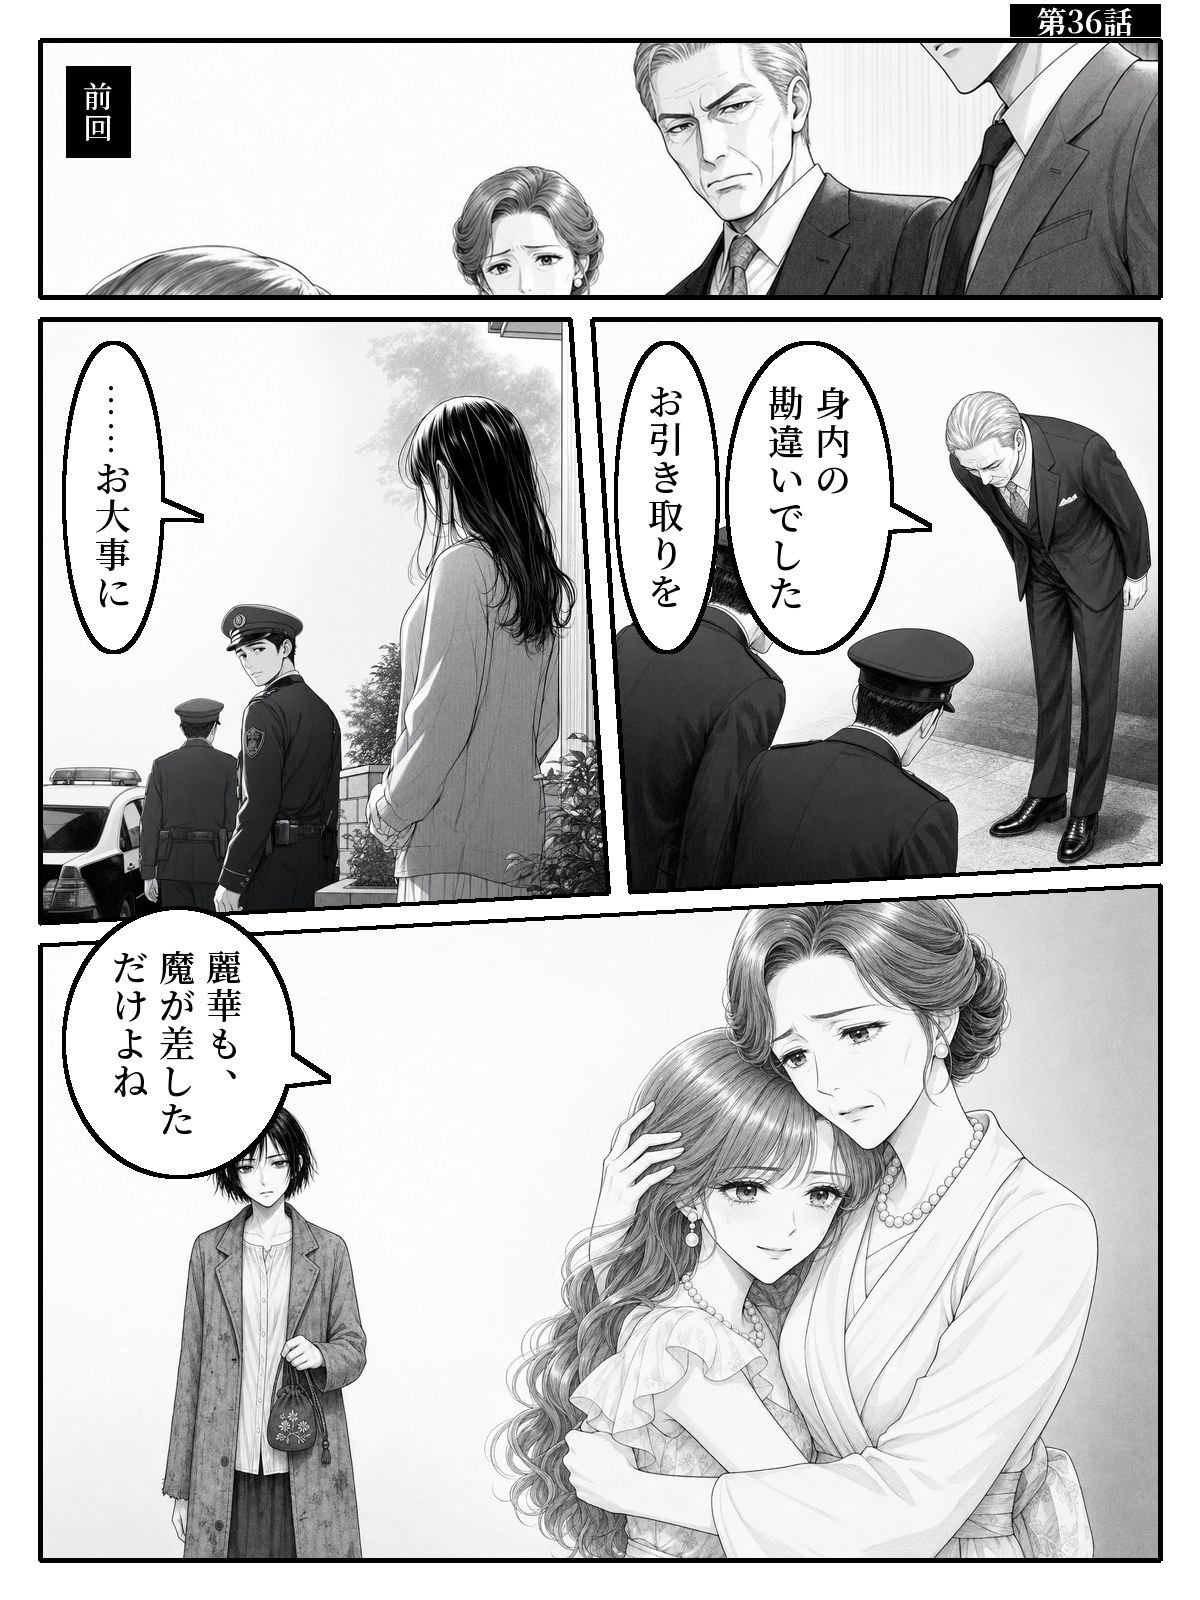 第36話
前回
身内の
勘違いでした
お引き取りを
……お大事に
麗華も、
魔が差した
だけよね